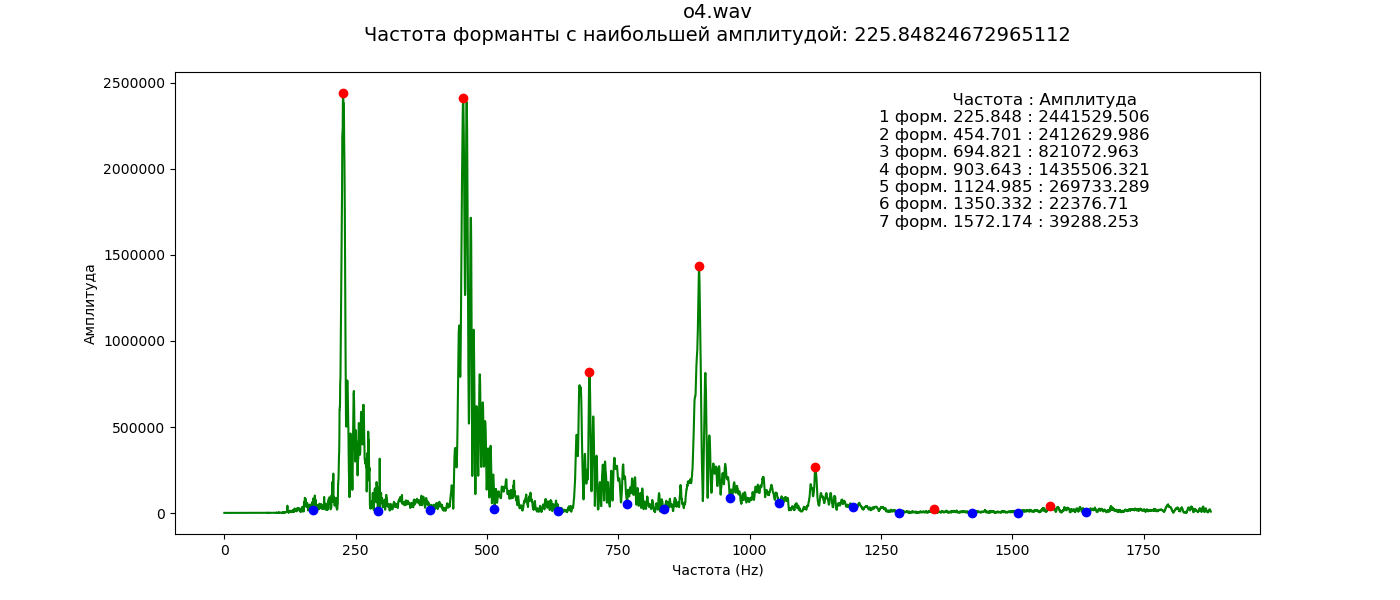 o4.wav
Частота форманты с наибольшей амплитудой: 225.84824672965112
Частота : Амплитуда
1 форм. 225.848 : 2441529.506
2 форм. 454.701 : 2412629.986
3 форм. 694.821 : 821072.963
4 форм. 903.643 : 1435506.321
5 форм. 1124.985 : 269733.289
6 форм. 1350.332 : 22376.71
7 форм. 1572.174 : 39288.253
Амплитуда
2500000
2000000
1500000
1000000
500000
0
0 250 500 750 1000 1250 1500 1750
Частота (Hz)